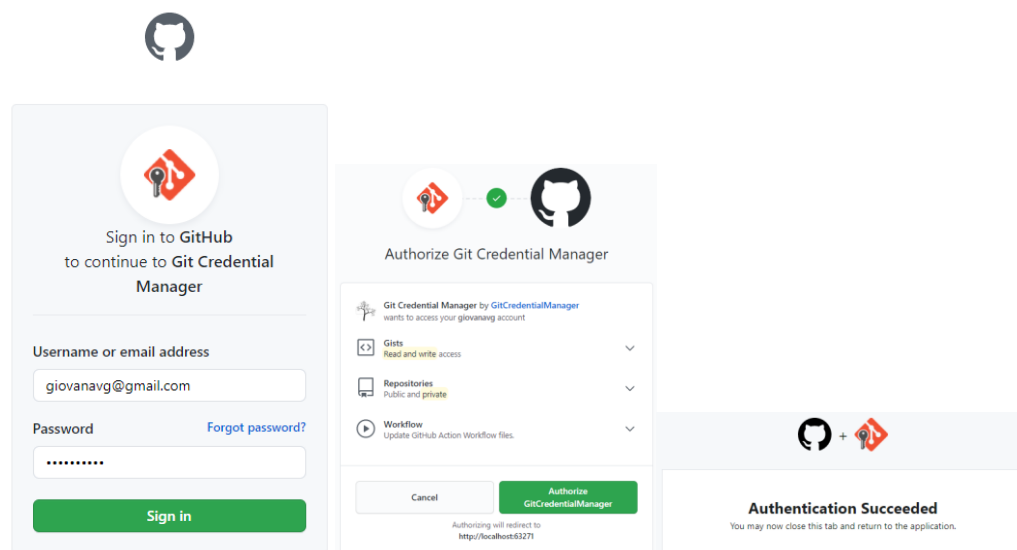 Sign in to GitHub
to continue to Git Credential
Manager
Username or email address
giovanavg@gmail.com
Password
Forgot password?
••••••••••
Sign in
Authorize Git Credential Manager
Git Credential Manager by GitCredentialManager
wants to access your giovanavg account
Gists
Read and write access
Repositories
Public and private
Workflow
Update GitHub Action Workflow files.
Cancel
Authorize
GitCredentialManager
Authorizing will redirect to
http://localhost:63271
+
Authentication Succeeded
You may now close this tab and return to the application.